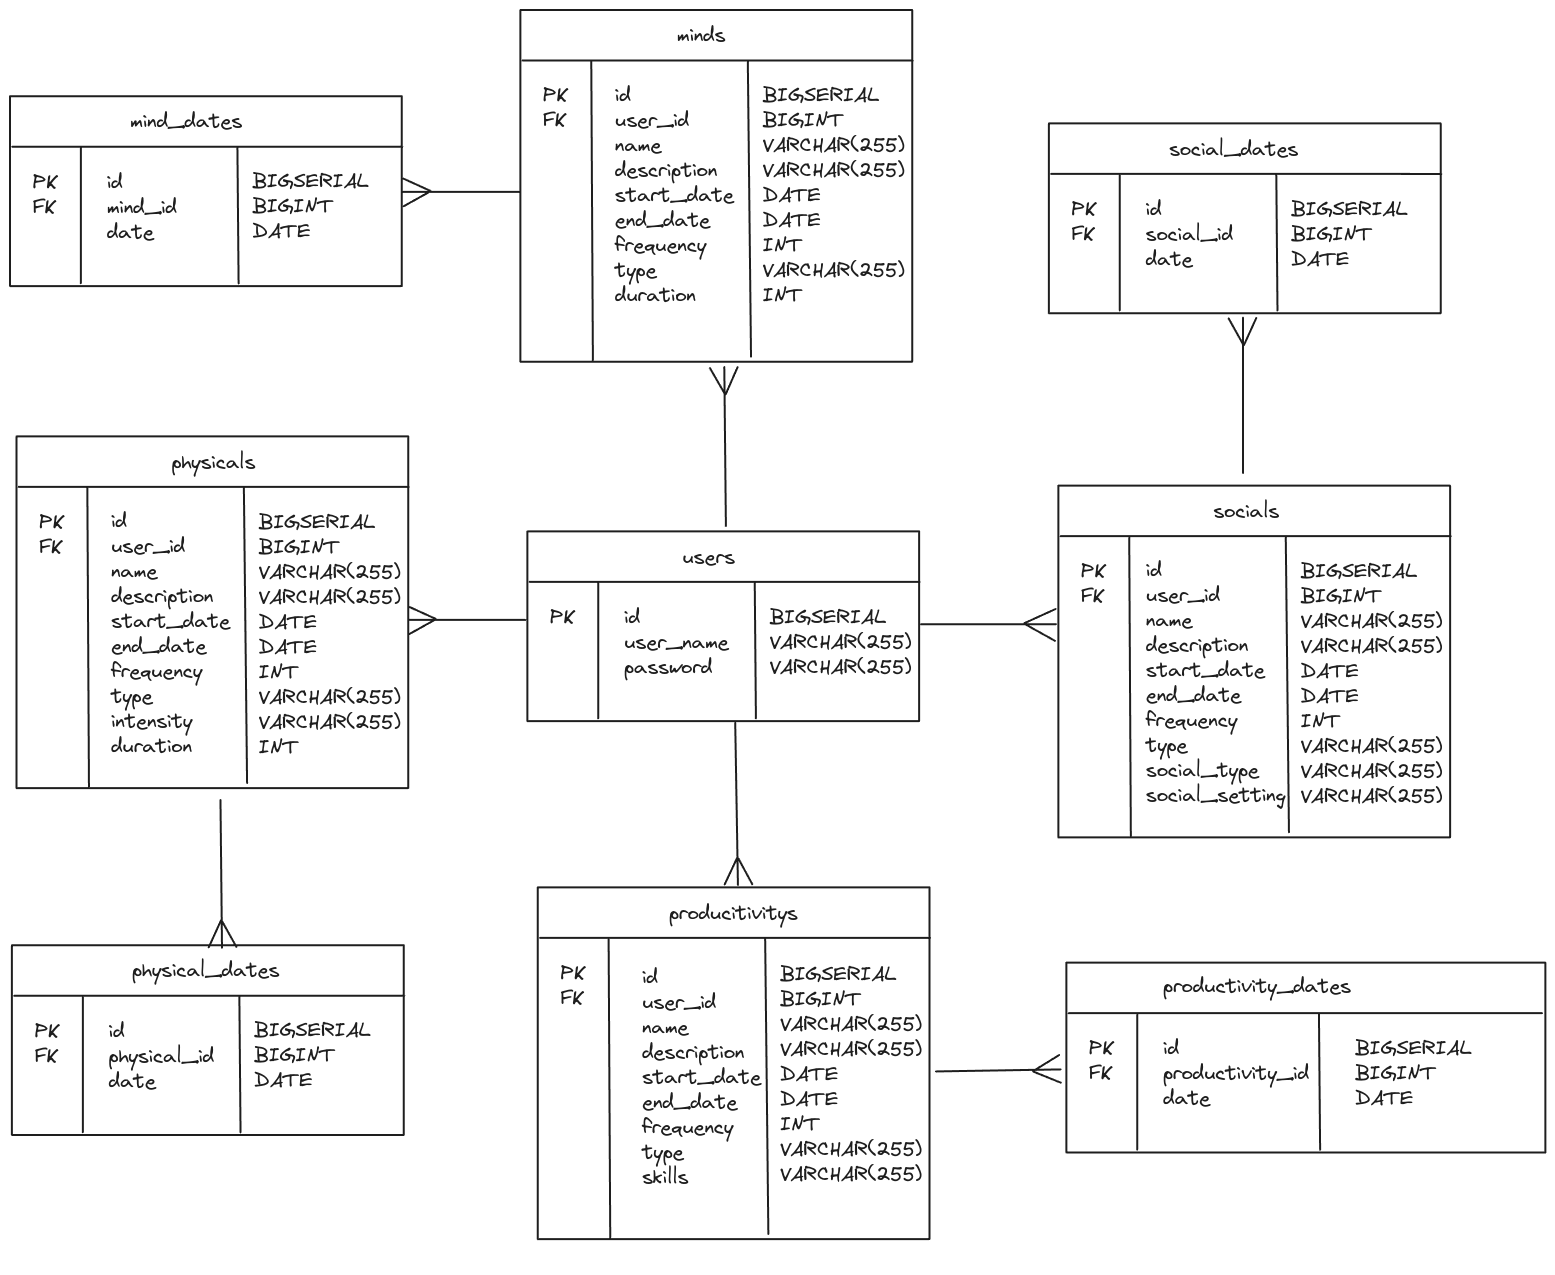 minds
PK id BIGSERIAL
FK user_id BIGINT
name VARCHAR(255)
description VARCHAR(255)
start_date DATE
end_date DATE
frequency INT
type VARCHAR(255)
duration INT
mind_dates
PK id BIGSERIAL
FK mind_id BIGINT
date DATE
social_dates
PK id BIGSERIAL
FK social_id BIGINT
date DATE
physicals
PK id BIGSERIAL
FK user_id BIGINT
name VARCHAR(255)
description VARCHAR(255)
start_date DATE
end_date DATE
frequency INT
type VARCHAR(255)
intensity VARCHAR(255)
duration INT
users
PK id BIGSERIAL
user_name VARCHAR(255)
password VARCHAR(255)
socials
PK id BIGSERIAL
FK user_id BIGINT
name VARCHAR(255)
description VARCHAR(255)
start_date DATE
end_date DATE
frequency INT
type VARCHAR(255)
social_type VARCHAR(255)
social_setting VARCHAR(255)
physical_dates
PK id BIGSERIAL
FK physical_id BIGINT
date DATE
producitivitys
PK id BIGSERIAL
FK user_id BIGINT
name VARCHAR(255)
description VARCHAR(255)
start_date DATE
end_date DATE
frequency INT
type VARCHAR(255)
skills VARCHAR(255)
productivity_dates
PK id BIGSERIAL
FK productivity_id BIGINT
date DATE